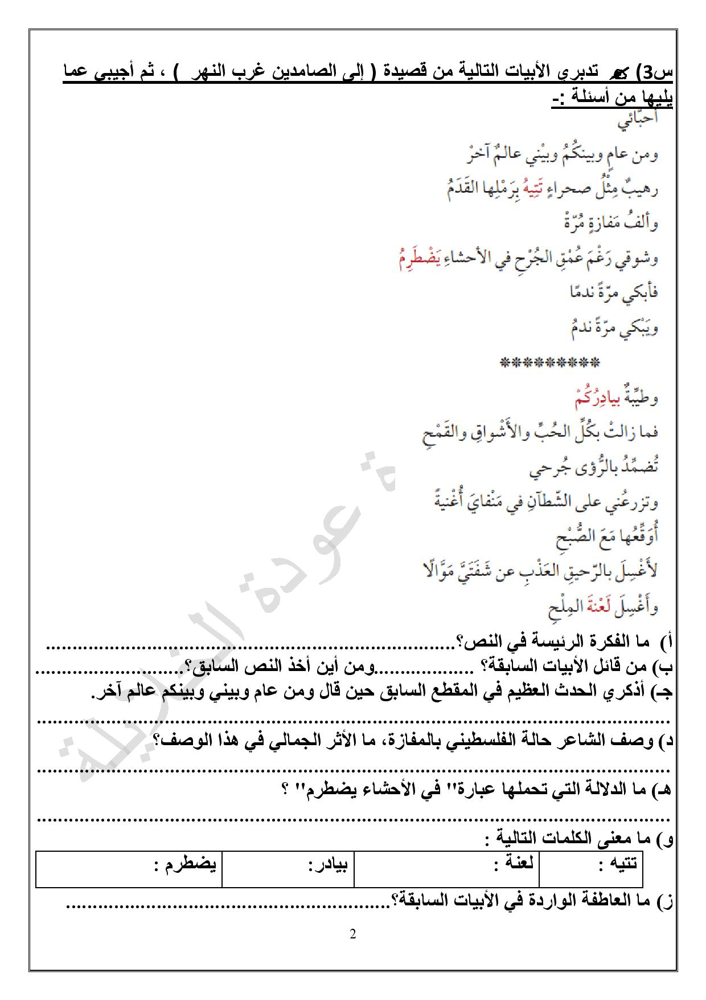 س3) تدبري الأبيات التالية من قصيدة ( إلى الصامدين غرب النهر ) ، ثم أجيبي عما
يليها من أسئلة :-
أحبّائي
ومن عامٍ وبينكُمُ وبيْني عالمٌ آخرْ
رهيبٌ مِثْلُ صحراءٍ تَتِيهُ بِرَمْلِها القَدَمُ
وألفُ مَفازةٍ مُرّةْ
وشوقي رَغْمَ عُمْقِ الجُرْحِ في الأحشاءِ يَضْطَرِمُ
فأبكي مرّةً ندمًا
ويَبْكي مرّةً ندمُ
*********
وطيِّبةٌ بيادِرُكُمْ
فما زالتْ بكُلِّ الحُبِّ والأَشْواقِ والقَمْحِ
تُضمِّدُ بالرُّؤى جُرحي
وتزرعُني على الشّطآنِ في مَنْفايَ أُغْنيةً
أُوَقِّعُها مَعَ الصُّبْحِ
لأَغْسِلَ بالرّحيقِ العَذْبِ عن شَفَتَيَّ مَوَّالًا
وأَغْسِلَ لَعْنةَ المِلْحِ
أ) ما الفكرة الرئيسة في النص؟............................................................................
ب) من قائل الأبيات السابقة؟ ...................ومن أين أخذ النص السابق؟...........................
جـ) أذكري الحدث العظيم في المقطع السابق حين قال ومن عام وبيني وبينكم عالم آخر.
......................................................................................................................
د) وصف الشاعر حالة الفلسطيني بالمفازة، ما الأثر الجمالي في هذا الوصف؟
......................................................................................................................
هـ) ما الدلالة التي تحملها عبارة" في الأحشاء يضطرم" ؟
......................................................................................................................
و) ما معنى الكلمات التالية :
تتيه : لعنة : بيادر: يضطرم :
ز) ما العاطفة الواردة في الأبيات السابقة؟............................................................
2
ة عودة الخلايلة